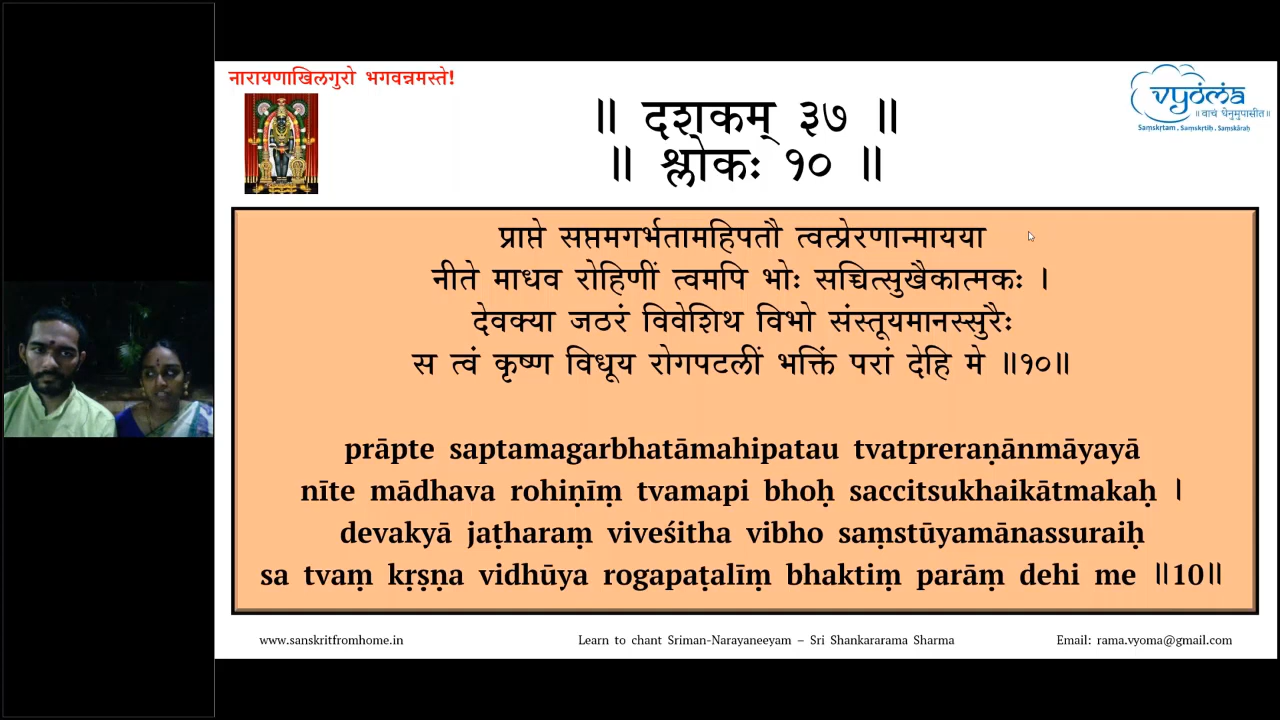 नारायणाखिलगुरो भगवन्नमस्ते!
vyoma
॥ वाचं धेनुमुपासीत॥
Saṃskṛtam . Saṃskṛtiḥ . Saṃskāraḥ
॥ दशकम् ३७ ॥
॥ श्लोकः १० ॥
प्राप्ते सप्तमगर्भतामहिपतौ त्वत्प्रेरणान्मायया
नीते माधव रोहिणीं त्वमपि भोः सच्चित्सुखैकात्मकः ।
देवक्या जठरं विवेशिथ विभो संस्तूयमानस्सुरैः
स त्वं कृष्ण विधूय रोगपटलीं भक्तिं परां देहि मे ॥१०॥
prāpte saptamagarbhatāmahipatau tvatpreraṇānmāyayā
nīte mādhava rohiṇīṃ tvamapi bhoḥ saccitsukhaikātmakaḥ ।
devakyā jaṭharaṃ viveśitha vibho saṃstūyamānassuraiḥ
sa tvaṃ kṛṣṇa vidhūya rogapaṭalīṃ bhaktiṃ parāṃ dehi me ॥10॥
www.sanskritfromhome.in Learn to chant Sriman-Narayaneeyam – Sri Shankararama Sharma Email: rama.vyoma@gmail.com